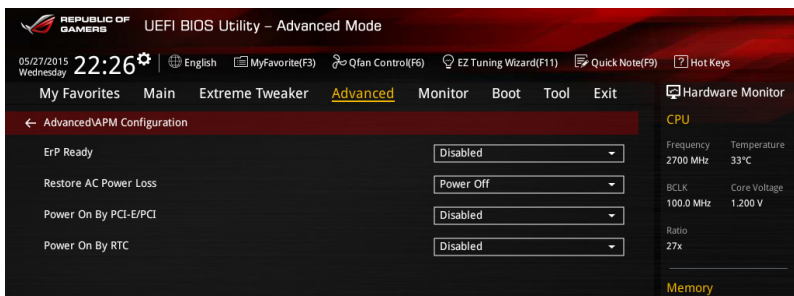 REPUBLIC OF
GAMERS
UEFI BIOS Utility – Advanced Mode
05/27/2015
Wednesday
22:26
English
MyFavorite(F3)
Qfan Control(F6)
EZ Tuning Wizard(F11)
Quick Note(F9)
? Hot Keys
My Favorites Main Extreme Tweaker Advanced Monitor Boot Tool Exit
Hardware Monitor
← Advanced\APM Configuration
ErP Ready Disabled
Restore AC Power Loss Power Off
Power On By PCI-E/PCI Disabled
Power On By RTC Disabled
CPU
Frequency Temperature
2700 MHz 33°C
BCLK Core Voltage
100.0 MHz 1.200 V
Ratio
27x
Memory